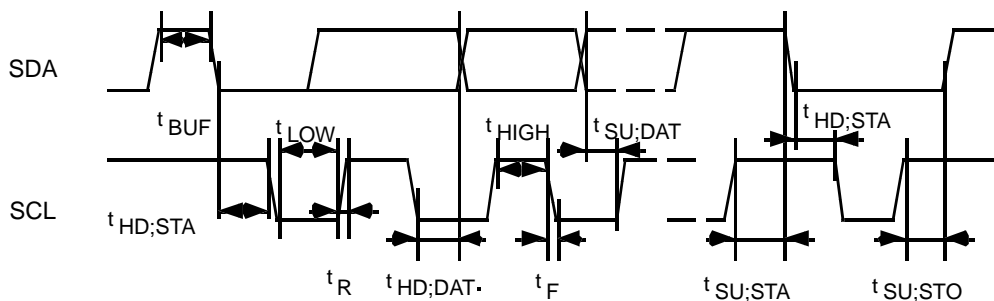 SDA
t BUF
t LOW
t HIGH
t SU;DAT
t HD;STA
SCL
t HD;STA
t R
t HD;DAT.
t F
t SU;STA
t SU;STO